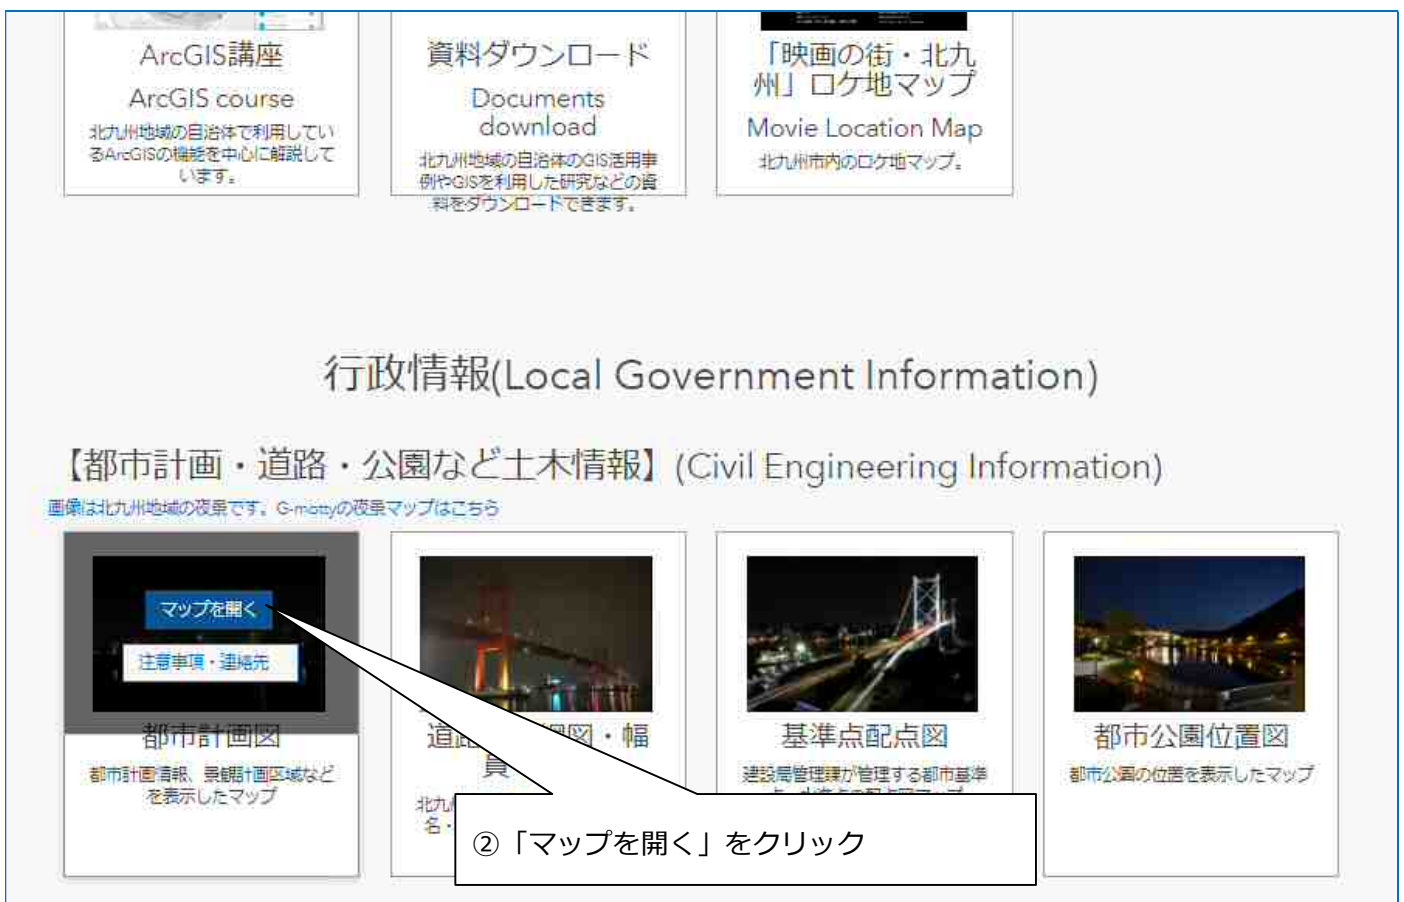 ArcGIS講座
ArcGIS course
北九州地域の自治体で利用してい
るArcGISの機能を中心に解説して
います。
資料ダウンロード
Documents
download
北九州地域の自治体のGIS活用事
例やGISを利用した研究などの資
料をダウンロードできます。
「映画の街・北九
州」ロケ地マップ
Movie Location Map
北九州市内のロケ地マップ。
行政情報(Local Government Information)
【都市計画・道路・公園など土木情報】(Civil Engineering Information)
画像は北九州地域の夜景です。G-mottyの夜景マップはこちら
マップを開く
注意事項・連絡先
都市計画図
都市計画情報、景観計画区域など
を表示したマップ
道路 網図・幅
員
北九
名・
基準点配点図
建設局管理課が管理する都市基準
都市公園位置図
都市公園の位置を表示したマップ
②「マップを開く」をクリック